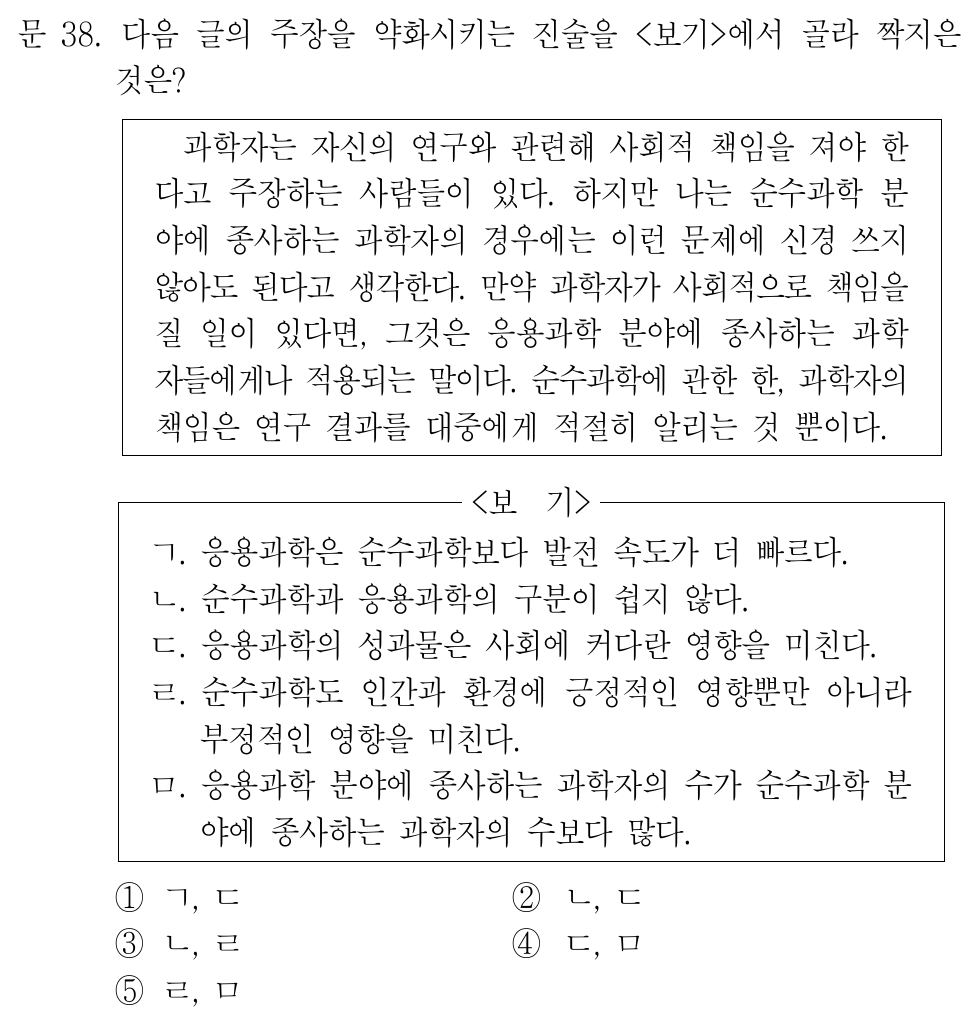 문 38. 다음 글의 주장을 약화시키는 진술을 <보기>에서 골라 짝지은
것은?
과학자는 자신의 연구와 관련해 사회적 책임을 져야 한
다고 주장하는 사람들이 있다. 하지만 나는 순수과학 분
야에 종사하는 과학자의 경우에는 이런 문제에 신경 쓰지
않아도 된다고 생각한다. 만약 과학자가 사회적으로 책임을
질 일이 있다면, 그것은 응용과학 분야에 종사하는 과학
자들에게나 적용되는 말이다. 순수과학에 관한 한, 과학자의
책임은 연구 결과를 대중에게 적절히 알리는 것 뿐이다.
<보 기>
ㄱ. 응용과학은 순수과학보다 발전 속도가 더 빠르다.
ㄴ. 순수과학과 응용과학의 구분이 쉽지 않다.
ㄷ. 응용과학의 성과물은 사회에 커다란 영향을 미친다.
ㄹ. 순수과학도 인간과 환경에 긍정적인 영향뿐만 아니라
부정적인 영향을 미친다.
ㅁ. 응용과학 분야에 종사하는 과학자의 수가 순수과학 분
야에 종사하는 과학자의 수보다 많다.
① ㄱ, ㄷ ② ㄴ, ㄷ
③ ㄴ, ㄹ ④ ㄷ, ㅁ
⑤ ㄹ, ㅁ